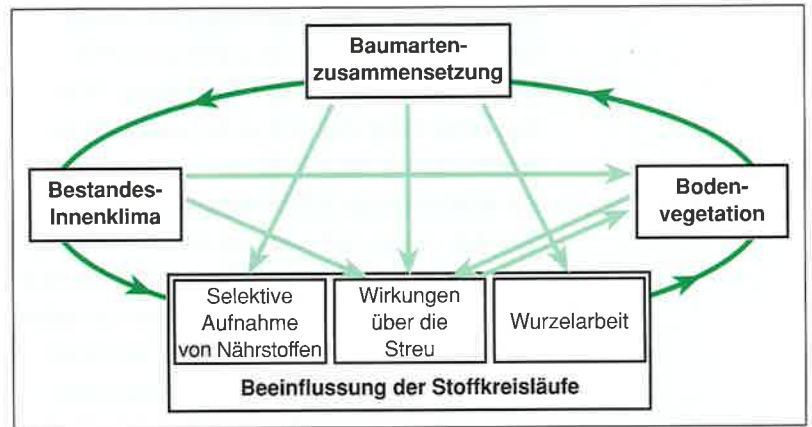 Baumarten-
zusammensetzung
Bestandes-
Innenklima
Boden-
vegetation
Selektive
Aufnahme
von Nährstoffen
Wirkungen
über die
Streu
Wurzelarbeit
Beeinflussung der Stoffkreisläufe